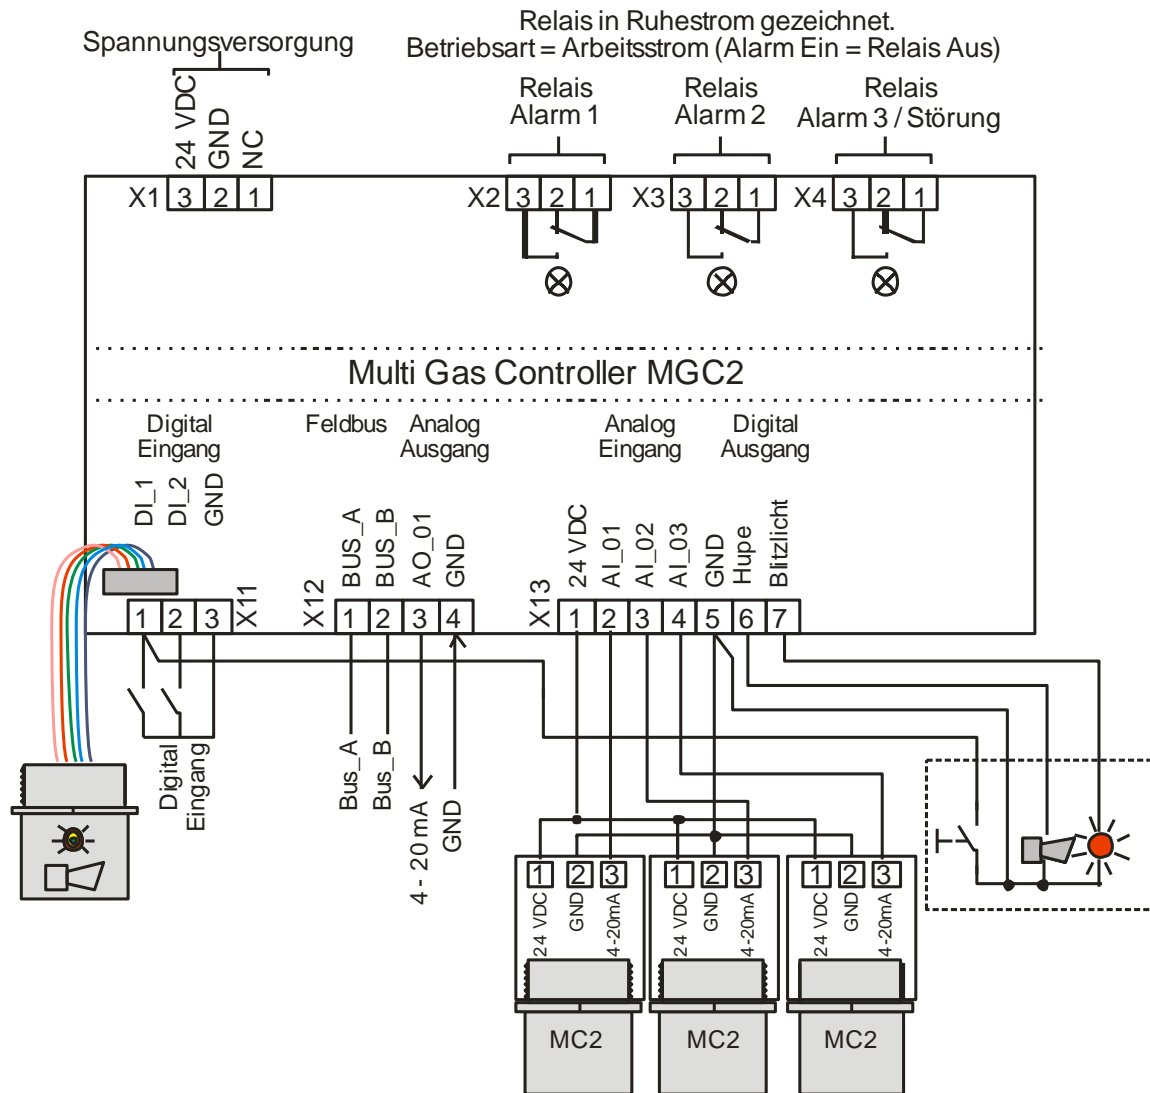 Relais in Ruhestrom gezeichnet.
Betriebsart = Arbeitsstrom (Alarm Ein = Relais Aus)
Spannungsversorgung
24 VDC
GND
NC
Relais
Alarm 1
Relais
Alarm 2
Relais
Alarm 3 / Störung
X1 3 2 1
X2 3 2 1
X3 3 2 1
X4 3 2 1
Multi Gas Controller MGC2
Digital
Eingang
Feldbus
Analog
Ausgang
Analog
Eingang
Digital
Ausgang
DI_1
DI_2
GND
BUS_A
BUS_B
AO_01
GND
24 VDC
AI_01
AI_02
AI_03
GND
Hupe
Blitzlicht
1 2 3 X11
X12 1 2 3 4
X13 1 2 3 4 5 6 7
Digital
Eingang
Bus_A
Bus_B
4 - 20 mA
GND
1 2 3
24 VDC
GND
4-20mA
MC2
1 2 3
24 VDC
GND
4-20mA
MC2
1 2 3
24 VDC
GND
4-20mA
MC2